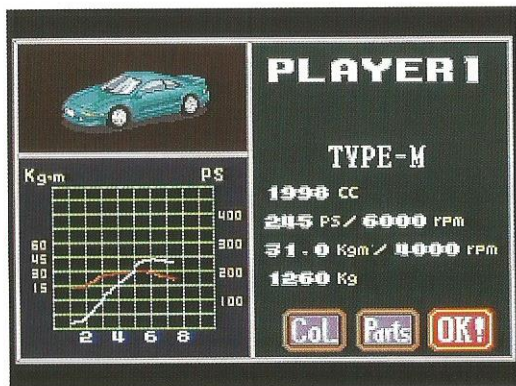 PLAYER1
TYPE-M
1998 CC
245 PS/ 6000 rpm
31.0 Kgm/ 4000 rpm
1260 Kg
Col. Parts OK!
Kg·m PS
400
60 300
45
30 200
15
100
2 4 6 8